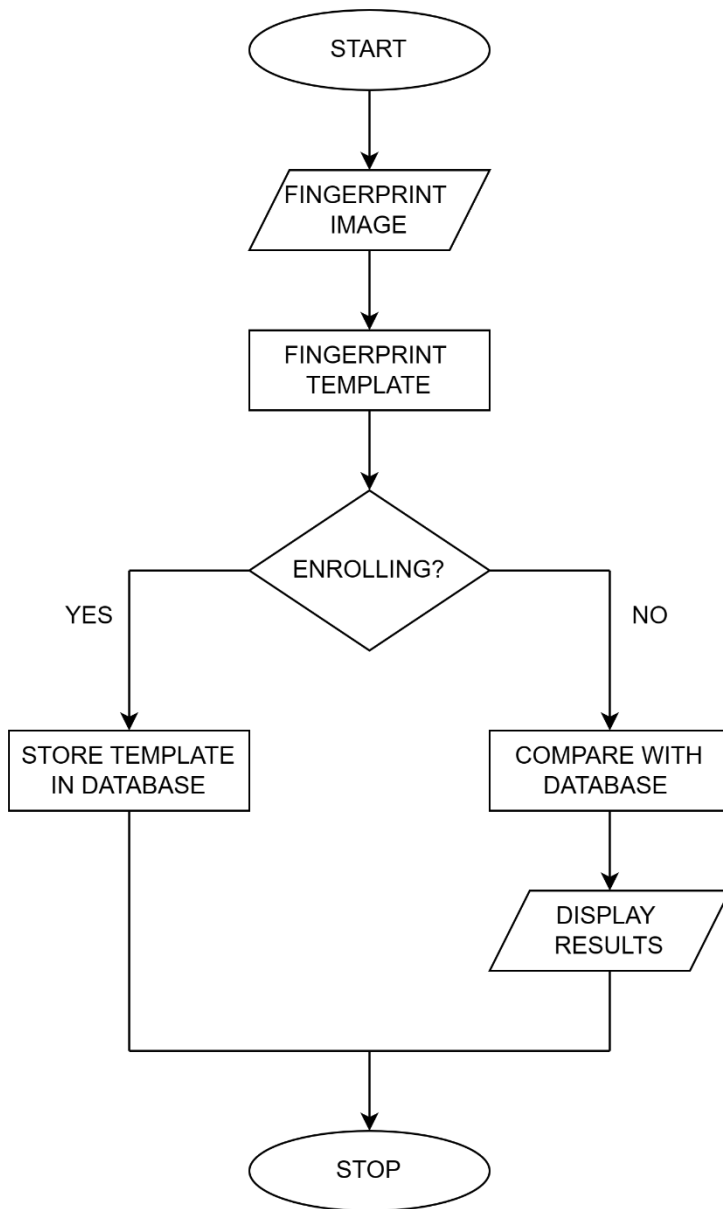 START
FINGERPRINT
IMAGE
FINGERPRINT
TEMPLATE
ENROLLING?
YES
NO
STORE TEMPLATE
IN DATABASE
COMPARE WITH
DATABASE
DISPLAY
RESULTS
STOP